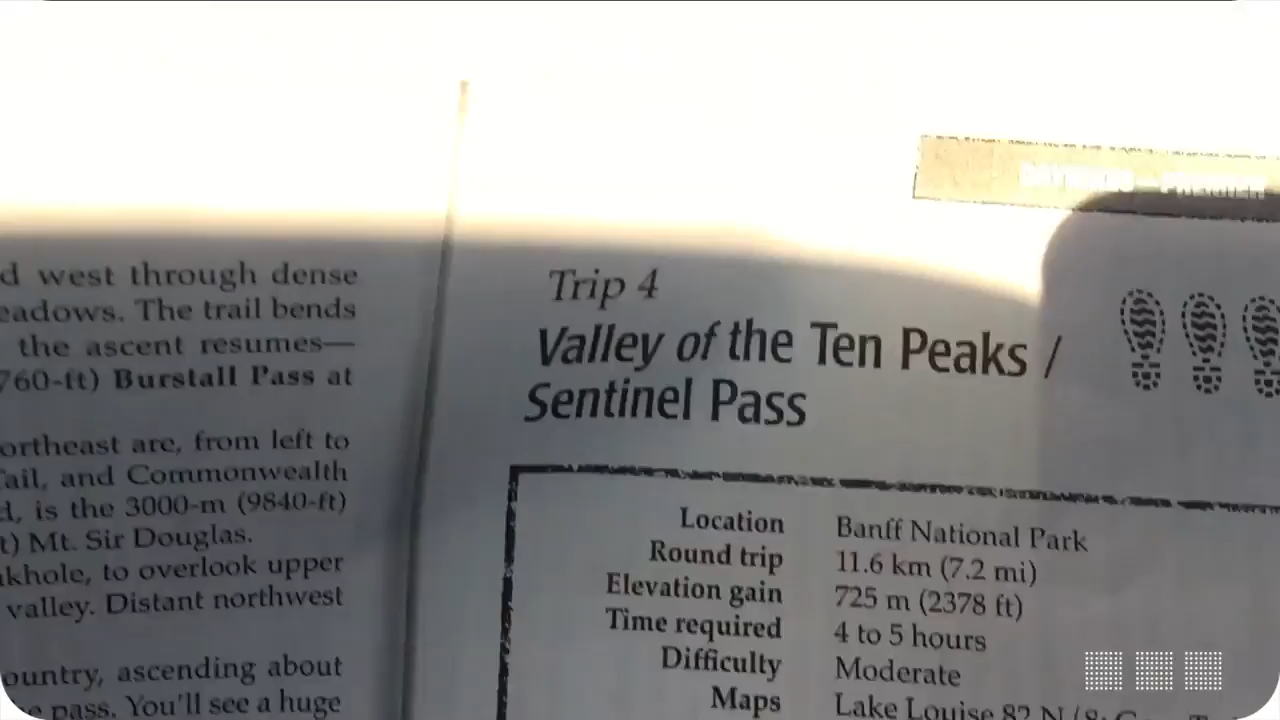 d west through dense
eadows. The trail bends
the ascent resumes—
760-ft) Burstall Pass at
ortheast are, from left to
Tail, and Commonwealth
d, is the 3000-m (9840-ft)
t) Mt. Sir Douglas.
nkhole, to overlook upper
valley. Distant northwest
ountry, ascending about
e pass. You'll see a huge
Trip 4
Valley of the Ten Peaks /
Sentinel Pass
Location Banff National Park
Round trip 11.6 km (7.2 mi)
Elevation gain 725 m (2378 ft)
Time required 4 to 5 hours
Difficulty Moderate
Maps Lake Louise 82 N/8;